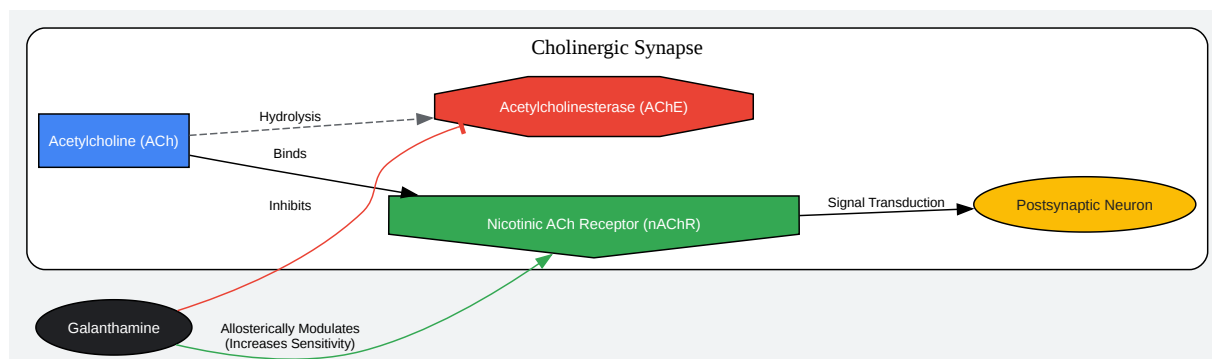 Cholinergic Synapse
Acetylcholinesterase (AChE)
Hydrolysis
Acetylcholine (ACh)
Binds
Inhibits
Signal Transduction
Postsynaptic Neuron
Nicotinic ACh Receptor (nAChR)
Galanthamine
Allosterically Modulates
(Increases Sensitivity)